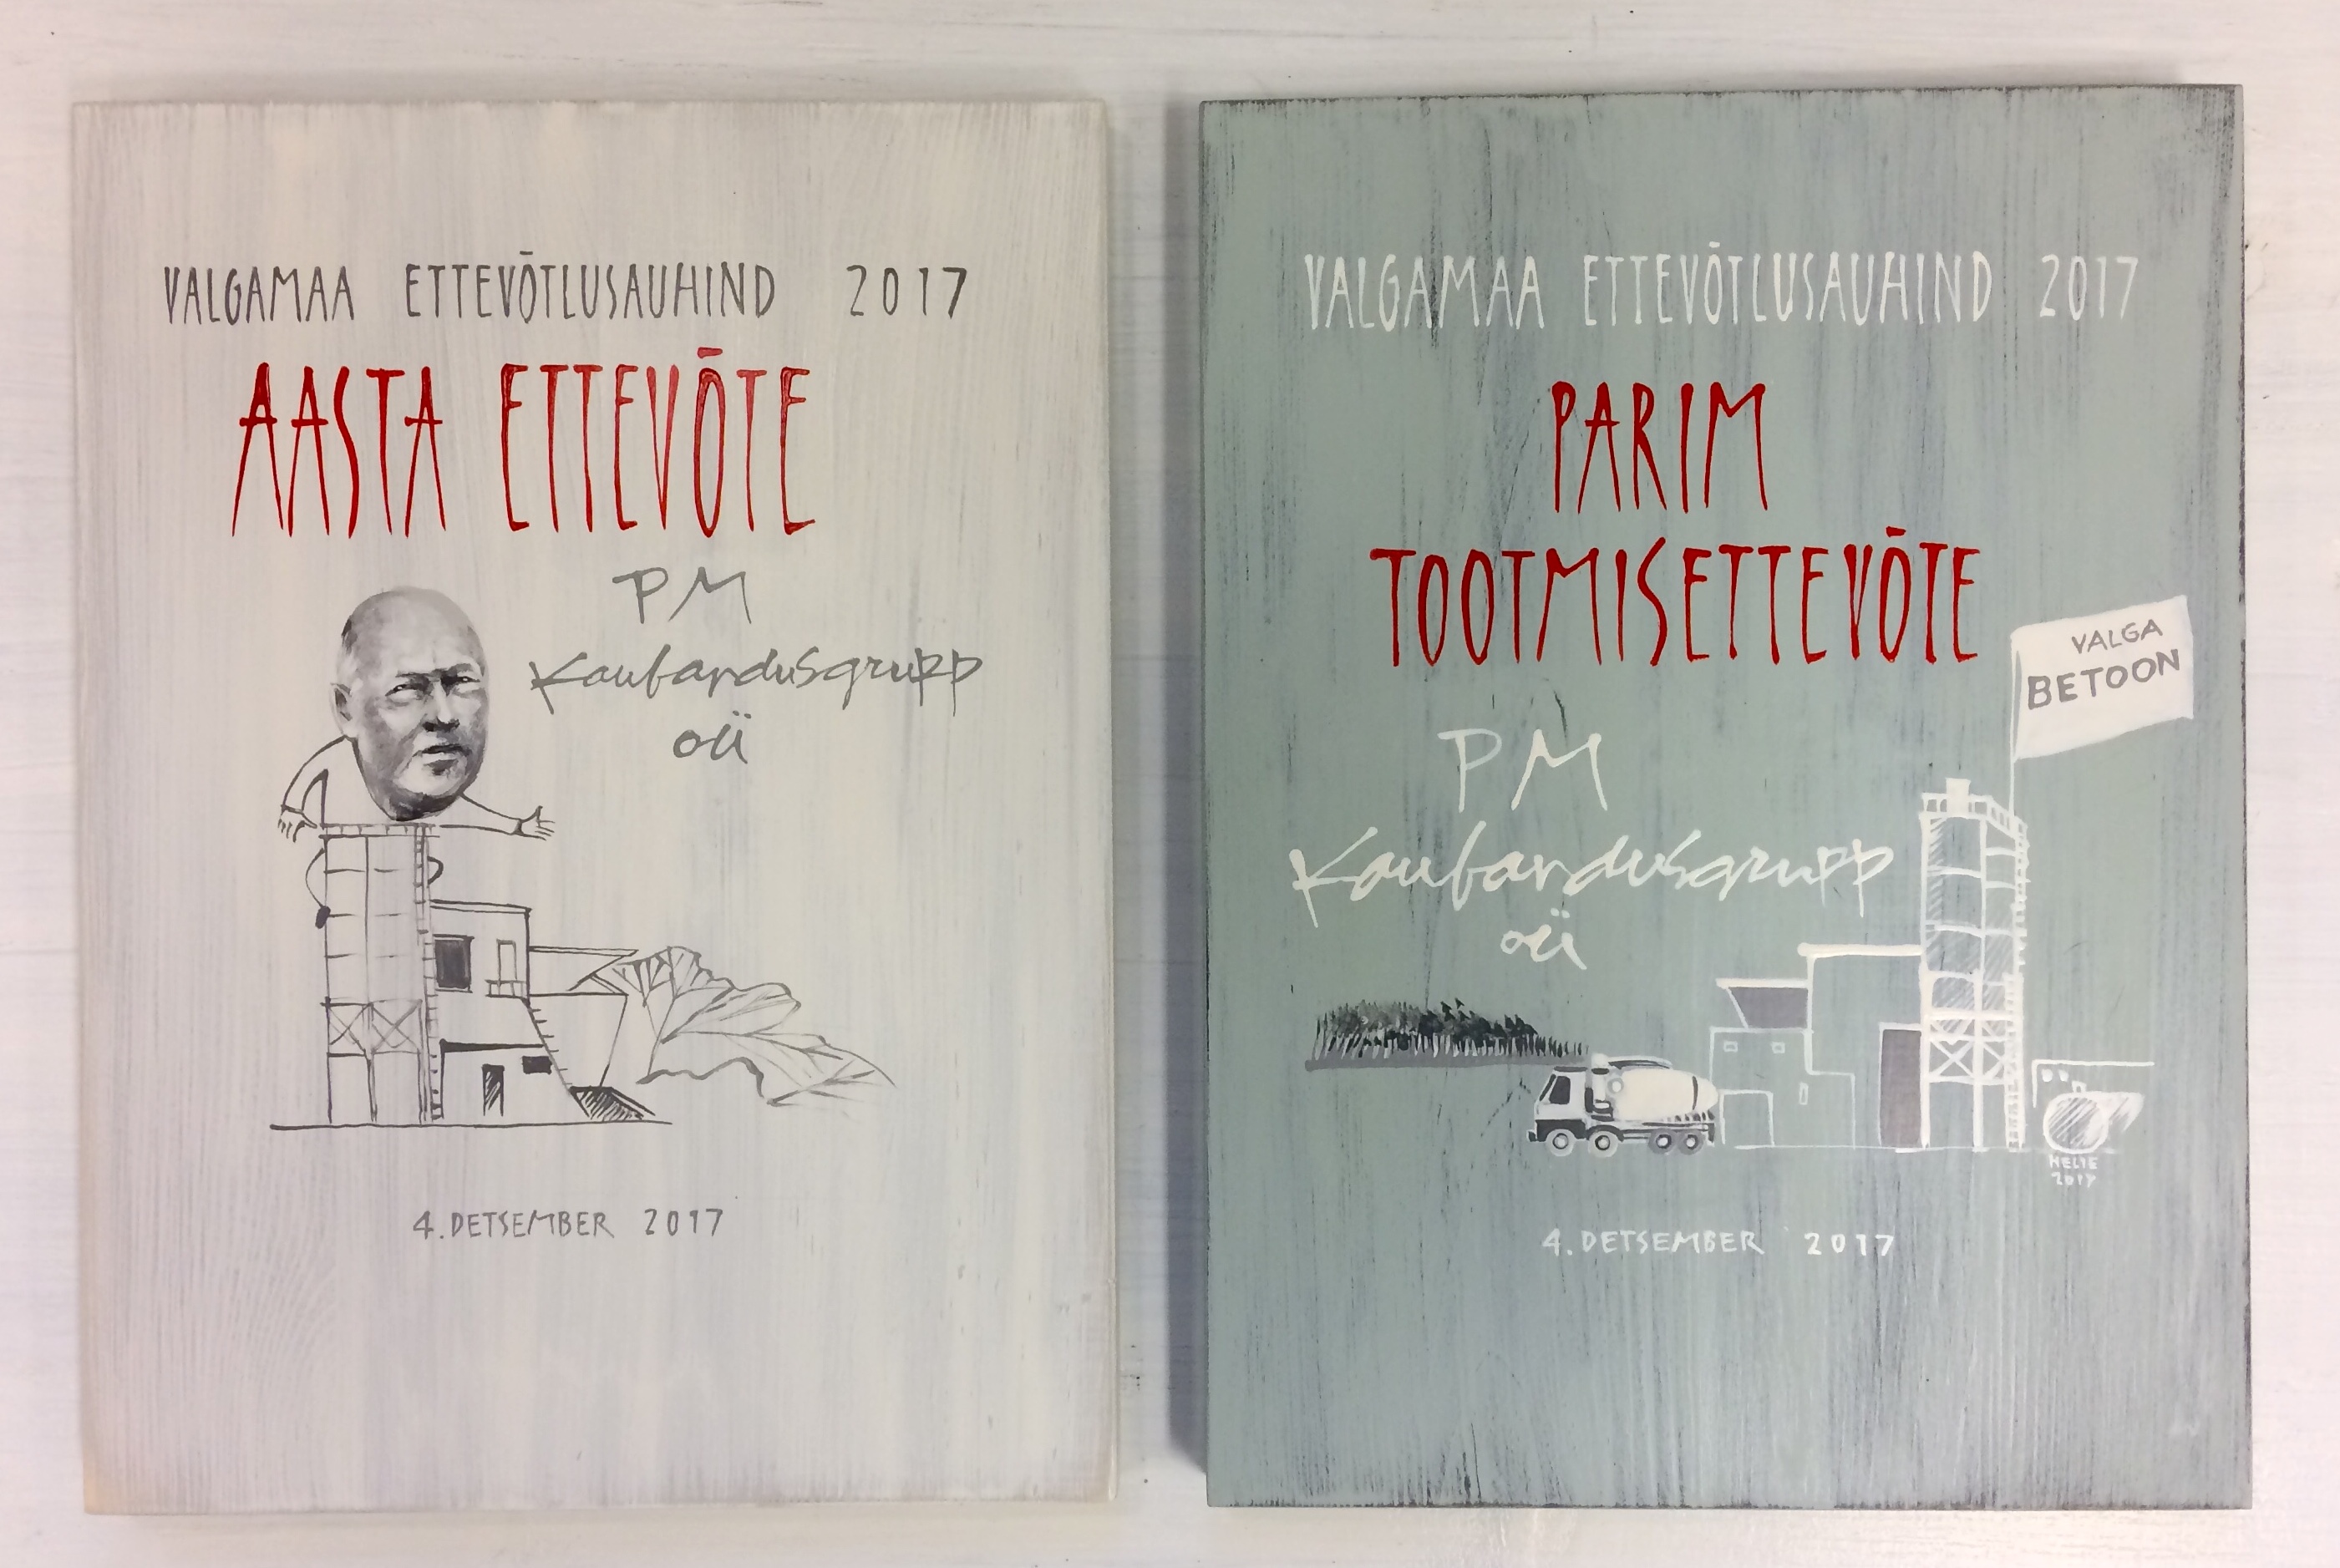 VALGAMAA ETTEVÕTLUSAUHIND 2017
AASTA ETTEVÕTE
PM
Kaubandusgrupp
OÜ
4. DETSEMBER 2017
VALGAMAA ETTEVÕTLUSAUHIND 2017
PARIM
TOOTMISETTEVÕTE
VALGA
BETOON
PM
Kaubandusgrupp
OÜ
HELIE
2017
4. DETSEMBER 2017